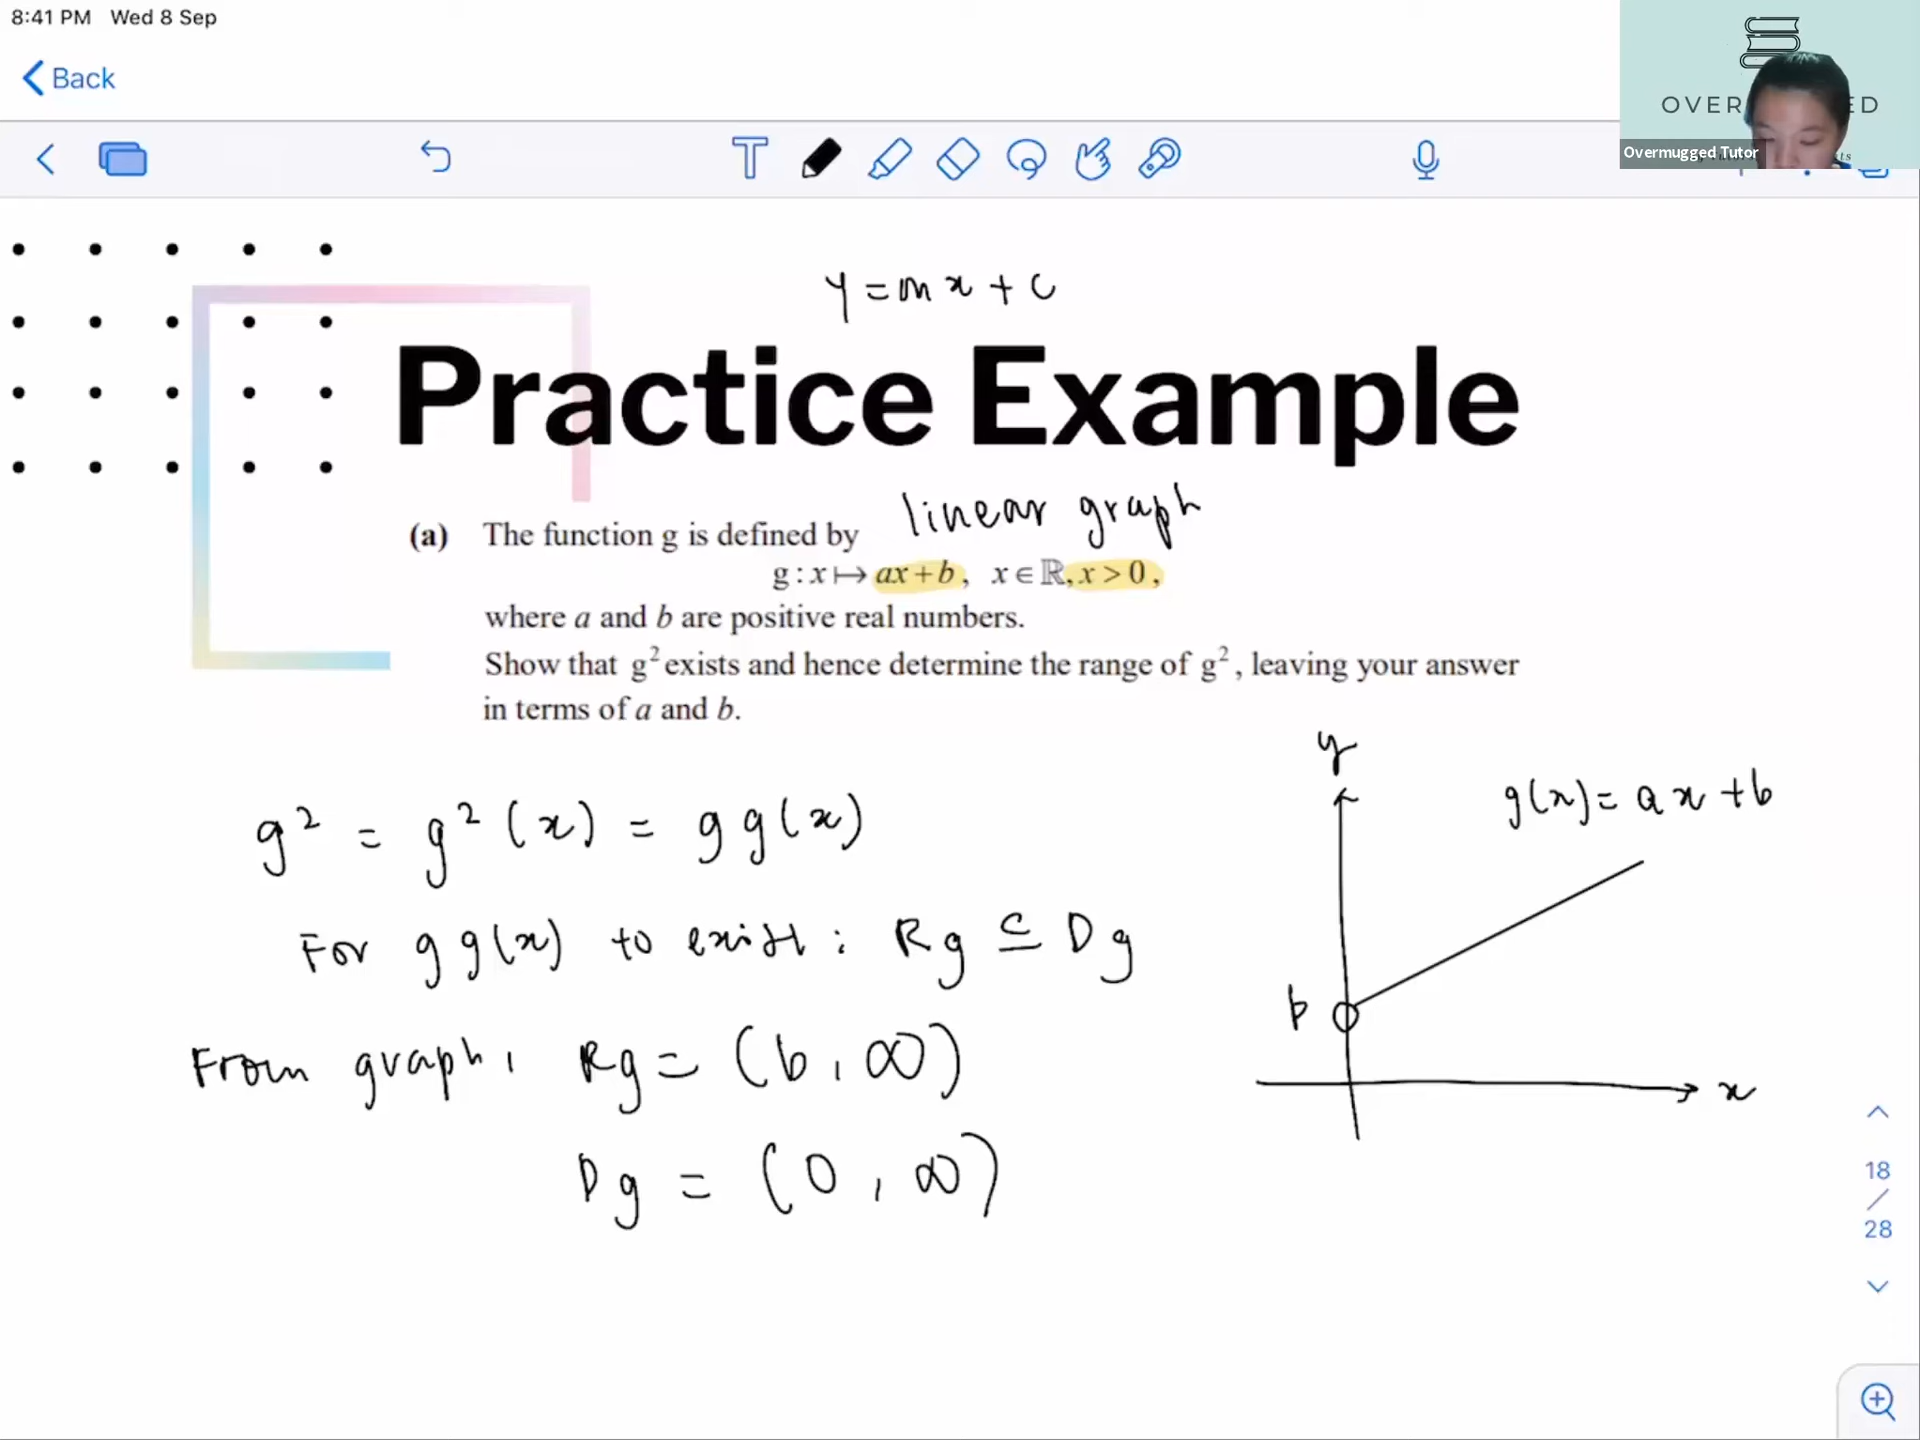 8:41 PM Wed 8 Sep
Back
OVER ED
Overmugged Tutor
y = mx + c
Practice Example
linear graph
(a) The function g is defined by
g : x ↦ ax + b, x ∈ ℝ, x > 0,
where a and b are positive real numbers.
Show that g² exists and hence determine the range of g², leaving your answer
in terms of a and b.
g² = g²(x) = gg(x)
For gg(x) to exist : Rg ⊆ Dg
From graph, Rg = (b, ∞)
Dg = (0, ∞)
y
g(x) = ax + b
b
x
18
/
28